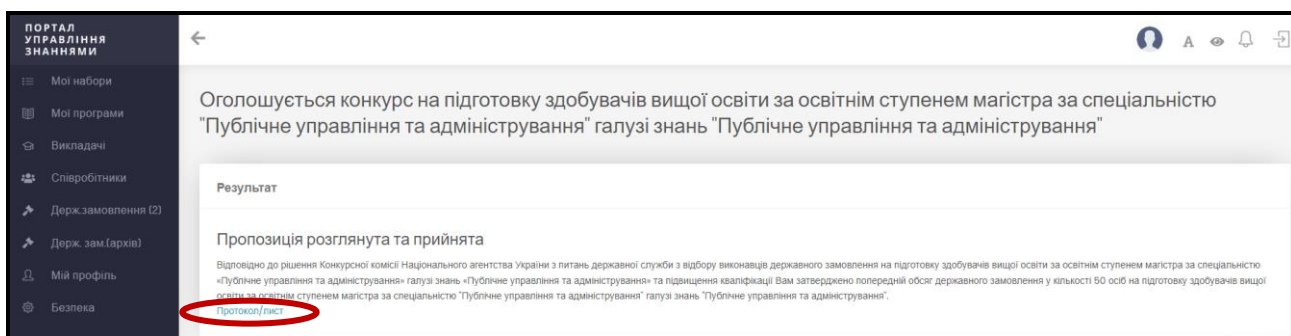 ПОРТАЛ
УПРАВЛІННЯ
ЗНАННЯМИ
Мої набори
Мої програми
Викладачі
Співробітники
Держ.замовлення (2)
Держ. зам.(архів)
Мій профіль
Безпека
A
Оголошується конкурс на підготовку здобувачів вищої освіти за освітнім ступенем магістра за спеціальністю
"Публічне управління та адміністрування" галузі знань "Публічне управління та адміністрування"
Результат
Пропозиція розглянута та прийнята
Відповідно до рішення Конкурсної комісії Національного агентства України з питань державної служби з відбору виконавців державного замовлення на підготовку здобувачів вищої освіти за освітнім ступенем магістра за спеціальністю
«Публічне управління та адміністрування» галузі знань «Публічне управління та адміністрування» та підвищення кваліфікації Вам затверджено попередній обсяг державного замовлення у кількості 50 осіб на підготовку здобувачів вищої
освіти за освітнім ступенем магістра за спеціальністю "Публічне управління та адміністрування" галузі знань "Публічне управління та адміністрування".
Протокол/лист